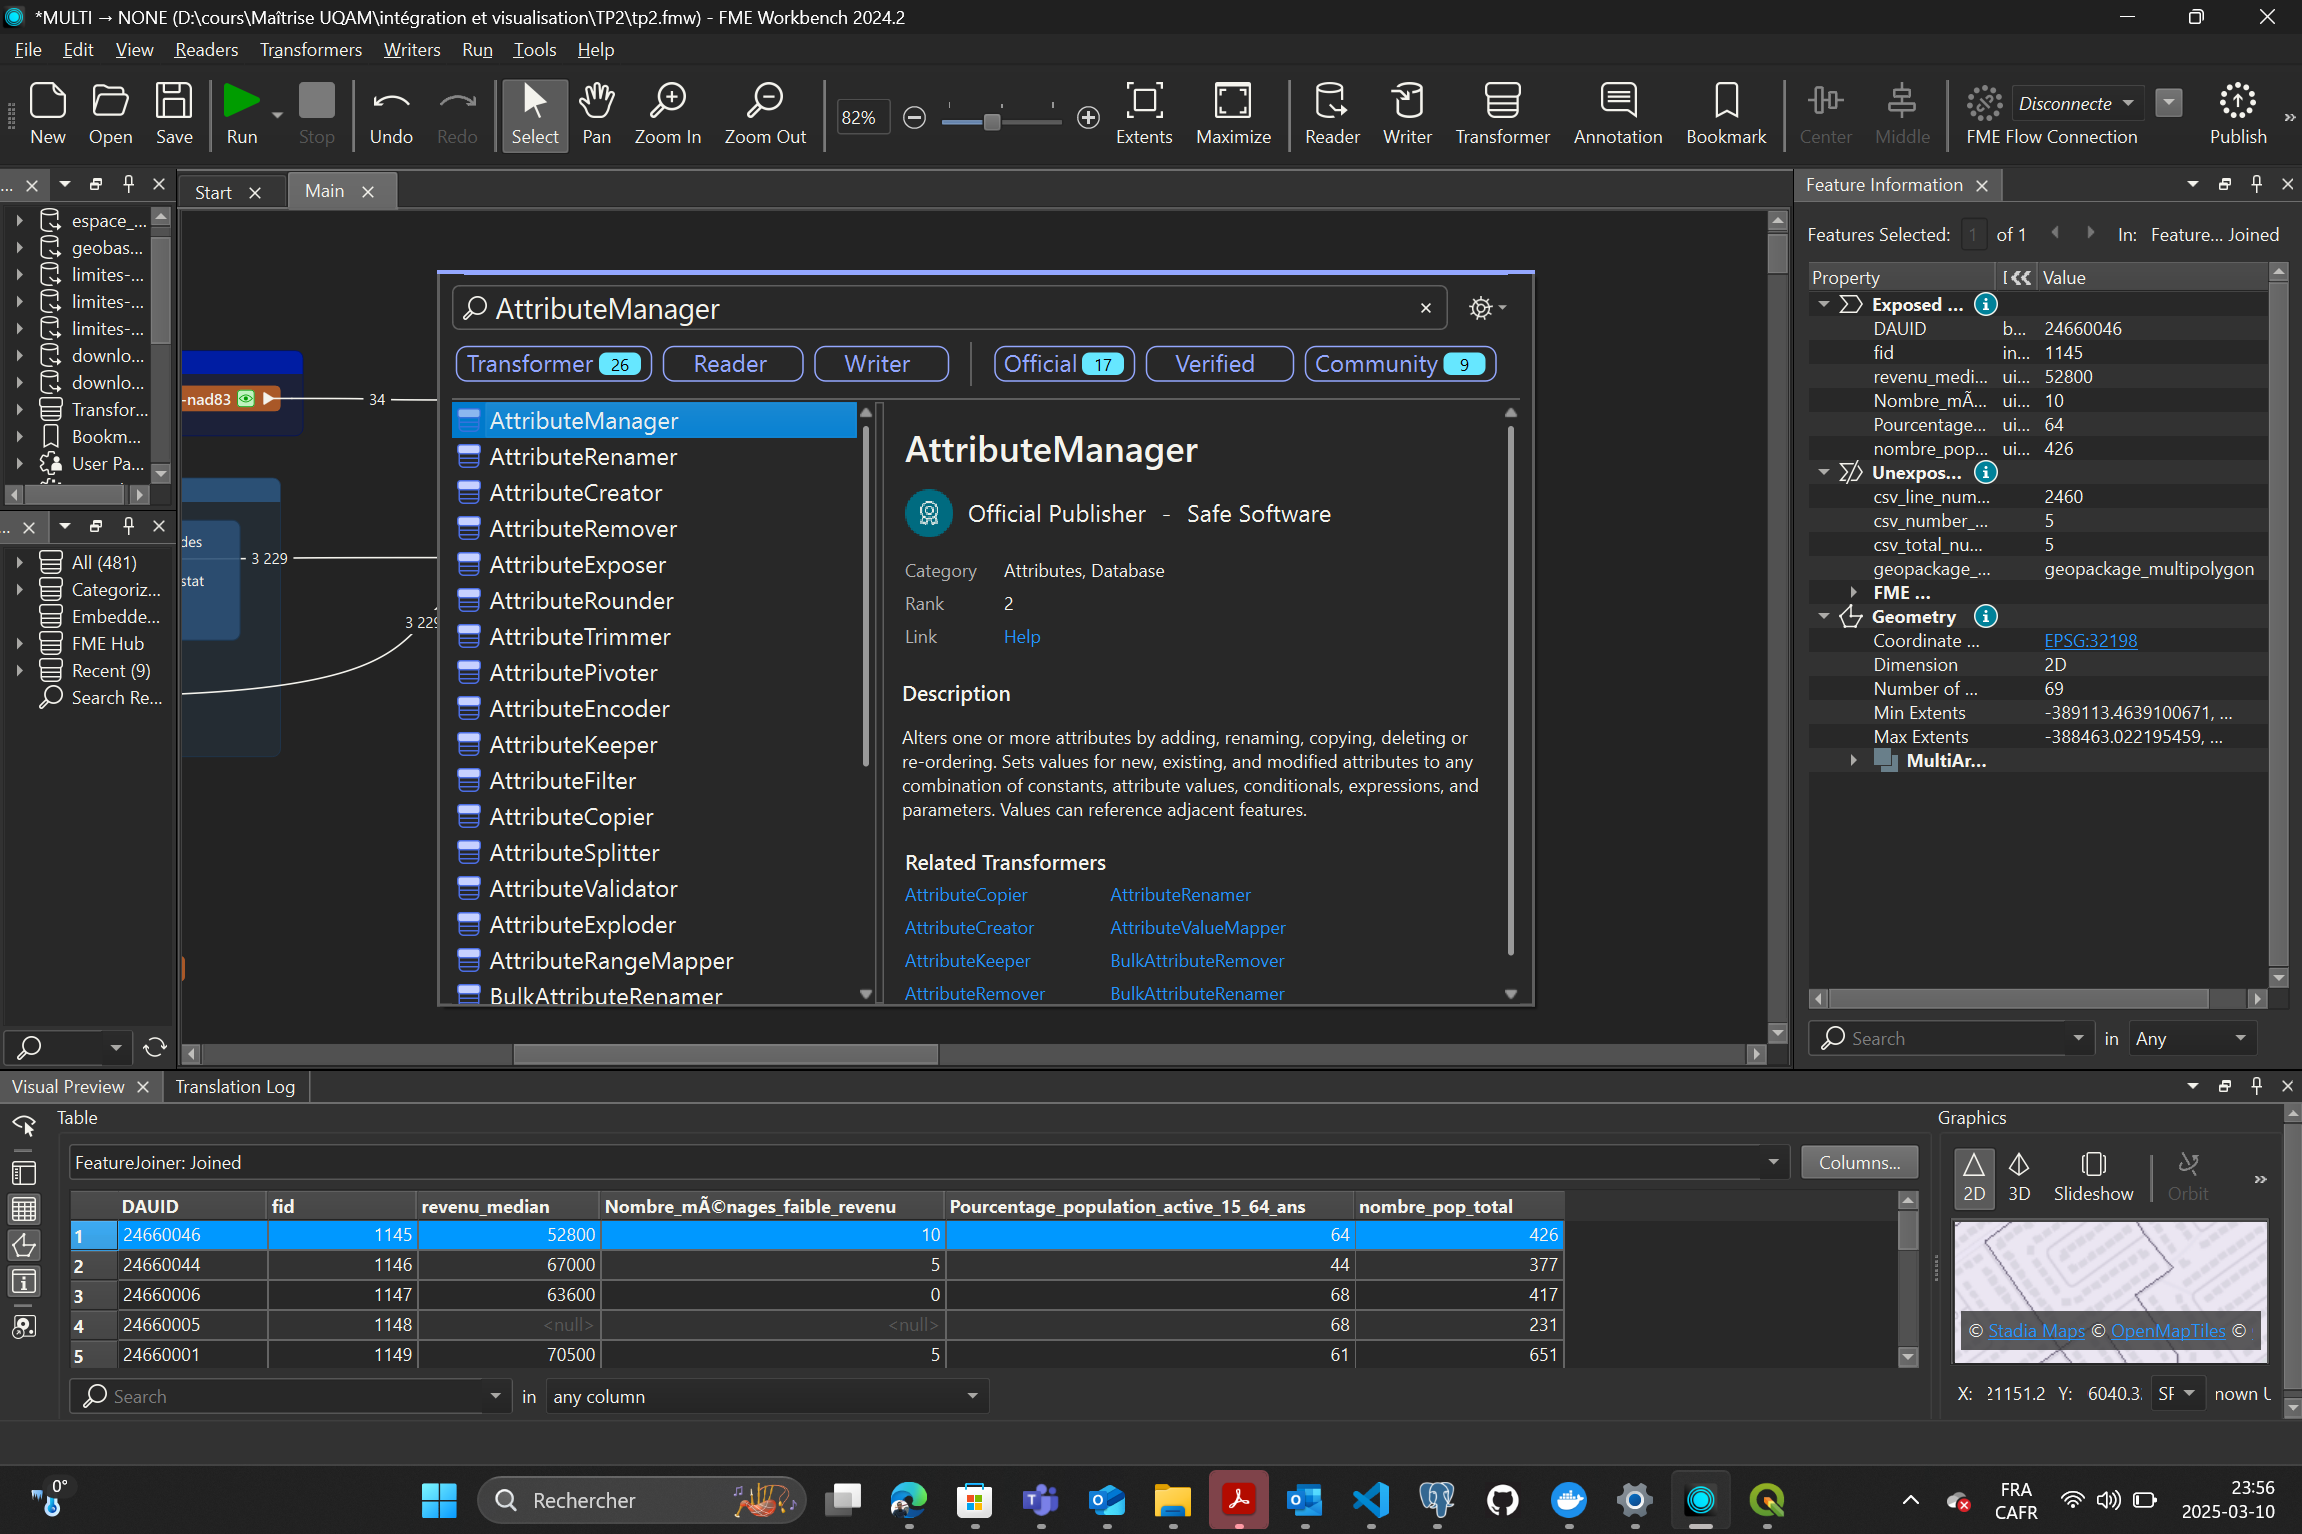 *MULTI → NONE (D:\cours\Maîtrise UQAM\intégration et visualisation\TP2\tp2.fmw) - FME Workbench 2024.2
File Edit View Readers Transformers Writers Run Tools Help
New Open Save Run Stop Undo Redo Select Pan Zoom In Zoom Out 82% Extents Maximize Reader Writer Transformer Annotation Bookmark Center Middle Disconnecte FME Flow Connection Publish
Start Main
espace_...
geobas...
limites-...
limites-...
limites-...
downlo...
downlo...
Transfor...
Bookm...
User Pa...
All (481)
Categoriz...
Embedde...
FME Hub
Recent (9)
Search Re...
-nad83
34
des
stat
3 229
3 229
AttributeManager
Transformer 26 Reader Writer Official 17 Verified Community 9
AttributeManager
AttributeRenamer
AttributeCreator
AttributeRemover
AttributeExposer
AttributeRounder
AttributeTrimmer
AttributePivoter
AttributeEncoder
AttributeKeeper
AttributeFilter
AttributeCopier
AttributeSplitter
AttributeValidator
AttributeExploder
AttributeRangeMapper
BulkAttributeRenamer
AttributeManager
Official Publisher - Safe Software
Category Attributes, Database
Rank 2
Link Help
Description
Alters one or more attributes by adding, renaming, copying, deleting or
re-ordering. Sets values for new, existing, and modified attributes to any
combination of constants, attribute values, conditionals, expressions, and
parameters. Values can reference adjacent features.
Related Transformers
AttributeCopier AttributeRenamer
AttributeCreator AttributeValueMapper
AttributeKeeper BulkAttributeRemover
AttributeRemover BulkAttributeRenamer
Feature Information
Features Selected: 1 of 1 In: Feature... Joined
Property Value
Exposed ...
DAUID b... 24660046
fid in... 1145
revenu_medi... ui... 52800
Nombre_mÃ... ui... 10
Pourcentage... ui... 64
nombre_pop... ui... 426
Unexpos...
csv_line_num... 2460
csv_number_... 5
csv_total_nu... 5
geopackage_... geopackage_multipolygon
FME ...
Geometry
Coordinate ... EPSG:32198
Dimension 2D
Number of ... 69
Min Extents -389113.4639100671, ...
Max Extents -388463.022195459, ...
MultiAr...
Search in Any
Visual Preview Translation Log
Table
FeatureJoiner: Joined Columns...
DAUID fid revenu_median Nombre_mÃ©nages_faible_revenu Pourcentage_population_active_15_64_ans nombre_pop_total
1 24660046 1145 52800 10 64 426
2 24660044 1146 67000 5 44 377
3 24660006 1147 63600 0 68 417
4 24660005 1148 <null> <null> 68 231
5 24660001 1149 70500 5 61 651
Search in any column
Graphics
2D 3D Slideshow Orbit
© Stadia Maps © OpenMapTiles ©
X: 21151.2 Y: 6040.3. SF nown U
0°
Rechercher
FRA
CAFR
23:56
2025-03-10